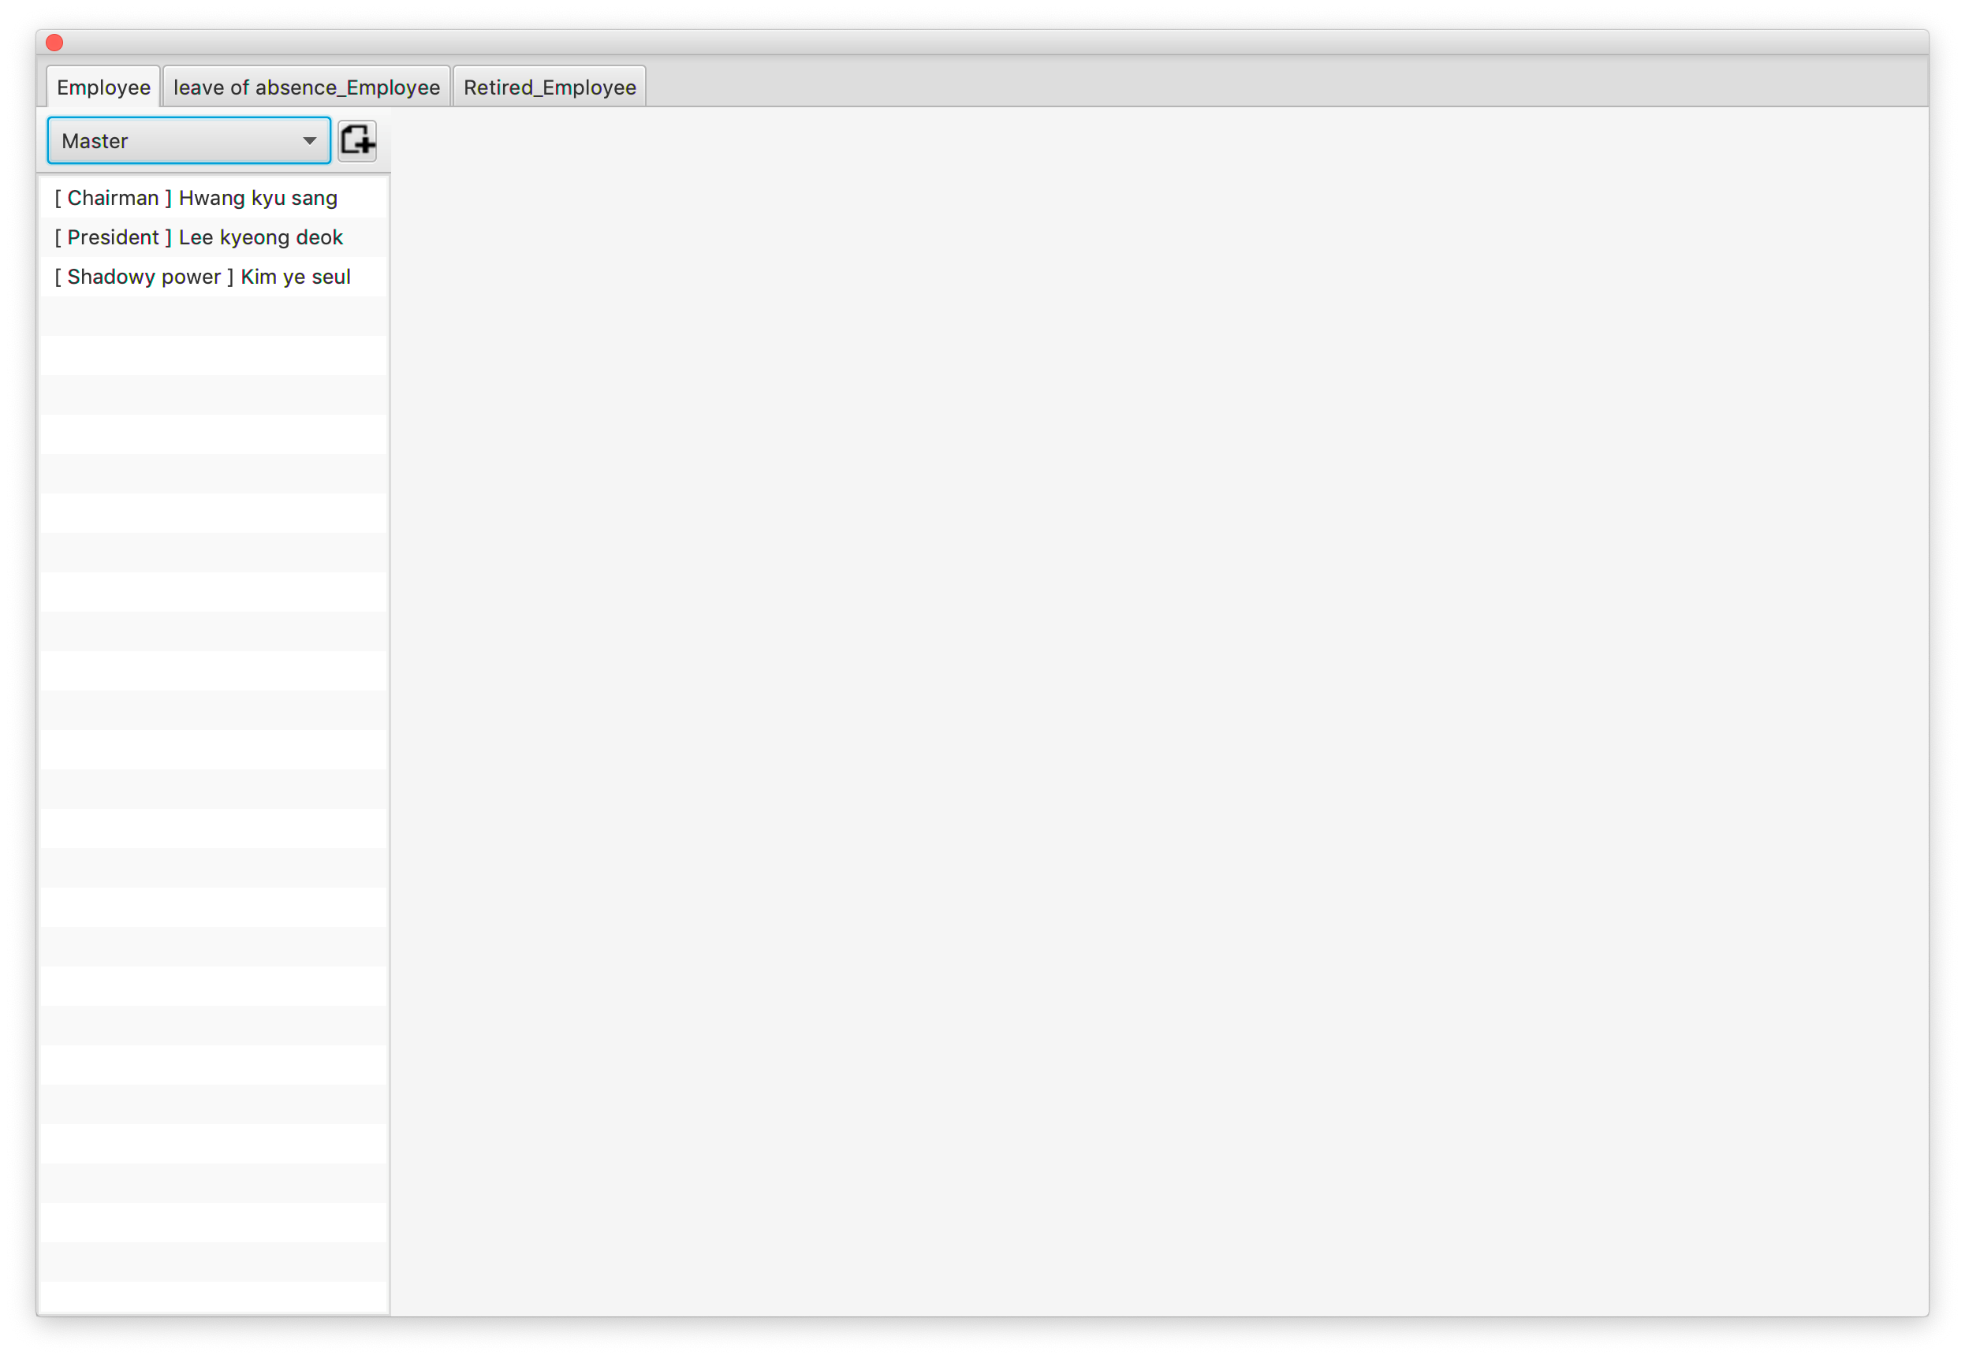 Employee leave of absence_Employee Retired_Employee
Master
[ Chairman ] Hwang kyu sang
[ President ] Lee kyeong deok
[ Shadowy power ] Kim ye seul